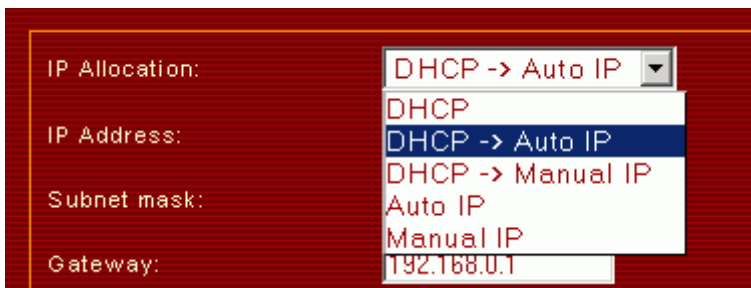 IP Allocation: DHCP -> Auto IP
DHCP
IP Address:
DHCP -> Auto IP
DHCP -> Manual IP
Subnet mask:
Auto IP
Manual IP
Gateway:
192.168.0.1